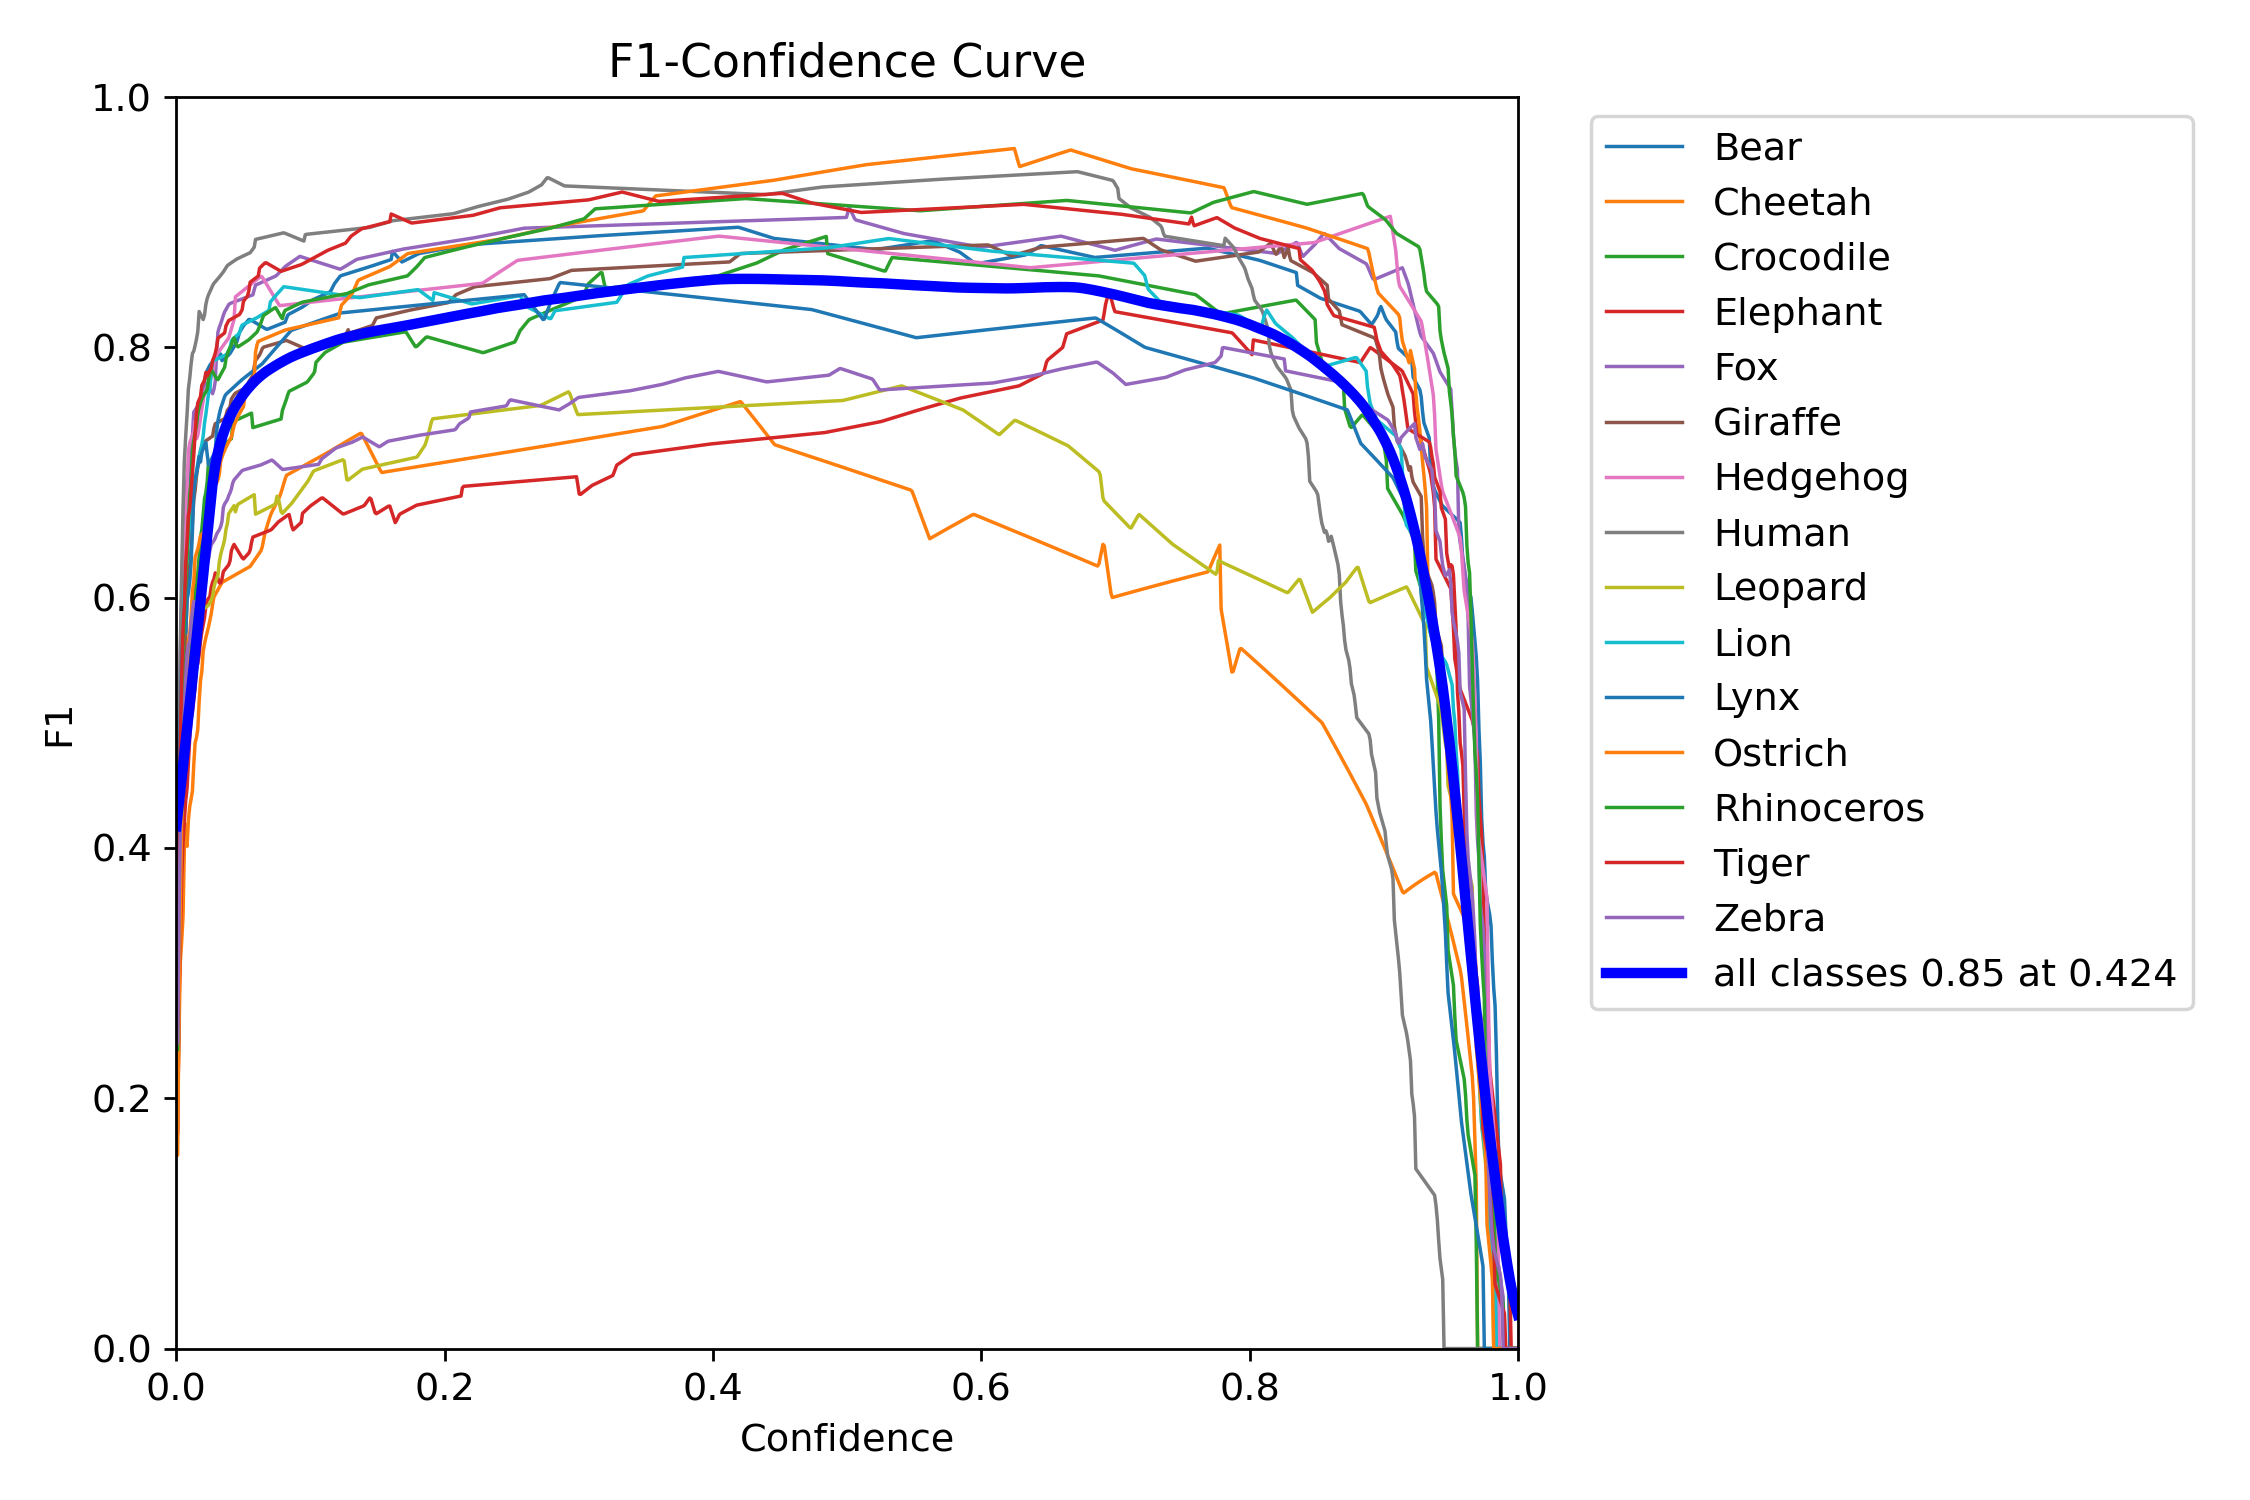 F1-Confidence Curve
1.0
0.8
0.6
0.4
0.2
0.0
F1
0.0 0.2 0.4 0.6 0.8 1.0
Confidence
Bear
Cheetah
Crocodile
Elephant
Fox
Giraffe
Hedgehog
Human
Leopard
Lion
Lynx
Ostrich
Rhinoceros
Tiger
Zebra
all classes 0.85 at 0.424